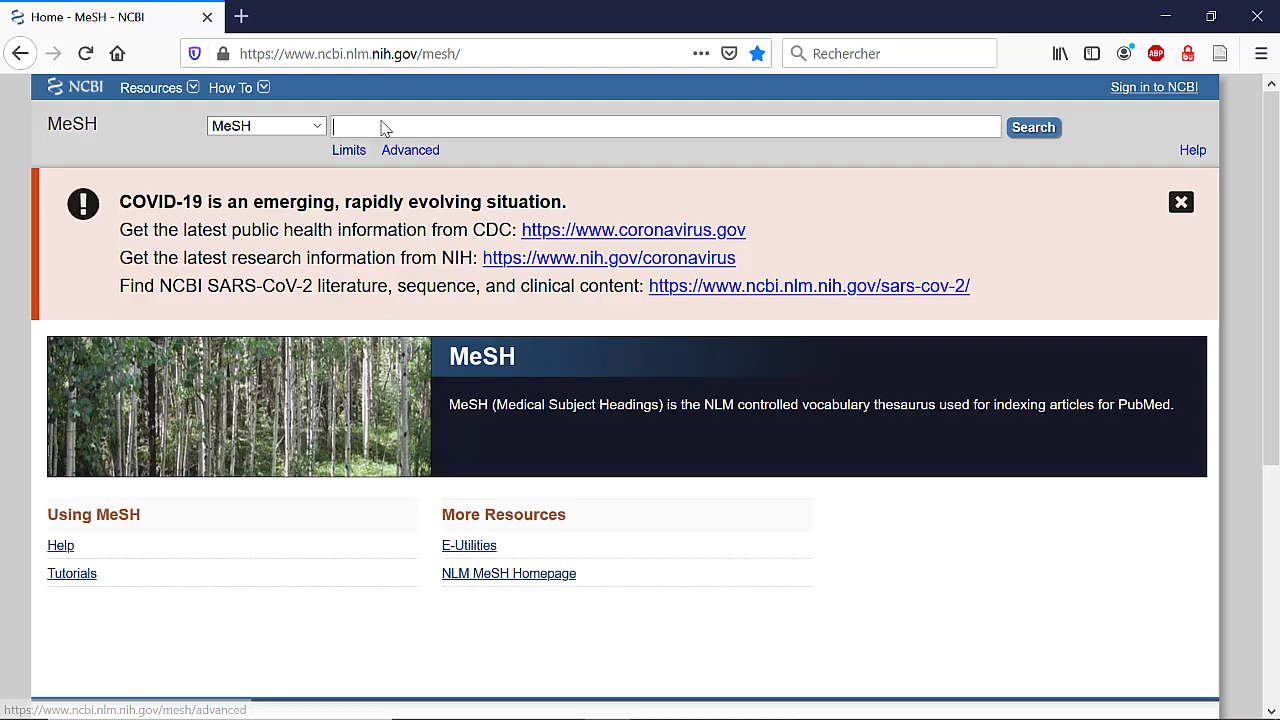 Home - MeSH - NCBI
https://www.ncbi.nlm.nih.gov/mesh/
Rechercher
ABP
NCBI Resources How To Sign in to NCBI
MeSH MeSH Search
Limits Advanced Help
COVID-19 is an emerging, rapidly evolving situation.
Get the latest public health information from CDC: https://www.coronavirus.gov
Get the latest research information from NIH: https://www.nih.gov/coronavirus
Find NCBI SARS-CoV-2 literature, sequence, and clinical content: https://www.ncbi.nlm.nih.gov/sars-cov-2/
MeSH
MeSH (Medical Subject Headings) is the NLM controlled vocabulary thesaurus used for indexing articles for PubMed.
Using MeSH
Help
Tutorials
More Resources
E-Utilities
NLM MeSH Homepage
https://www.ncbi.nlm.nih.gov/mesh/advanced